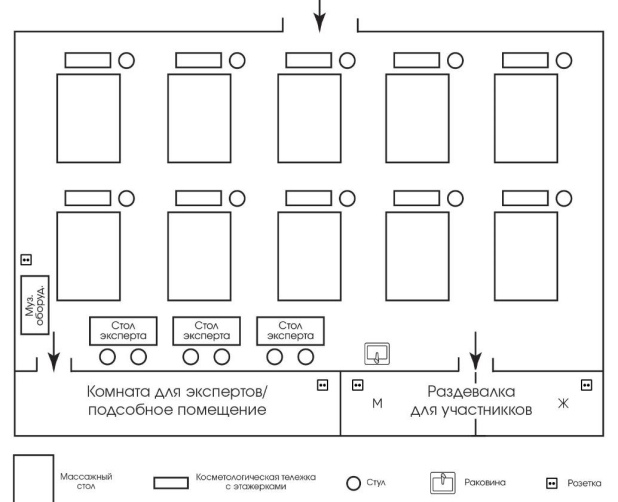 Муз.
оборуд.
Стол
эксперта
Стол
эксперта
Стол
эксперта
Комната для экспертов/
подсобное помещение
М
Раздевалка
для участникков
Ж
Массажный
стол
Косметологическая тележка
с этажерками
Стул
Раковина
Розетка